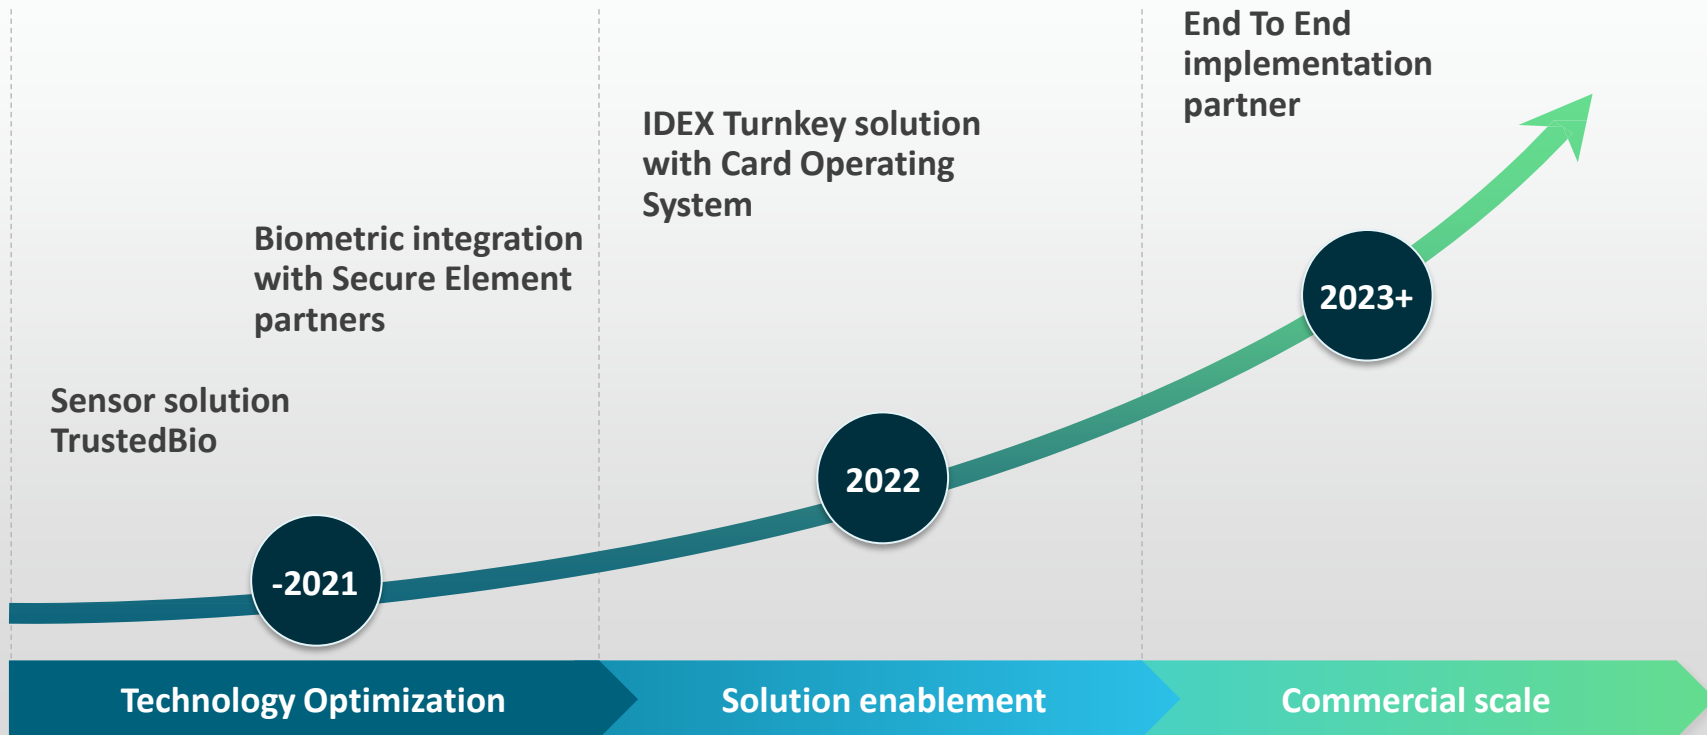 End To End
implementation
partner
IDEX Turnkey solution
with Card Operating
System
Biometric integration
with Secure Element
partners
Sensor solution
TrustedBio
2023+
2022
-2021
Technology Optimization
Solution enablement
Commercial scale